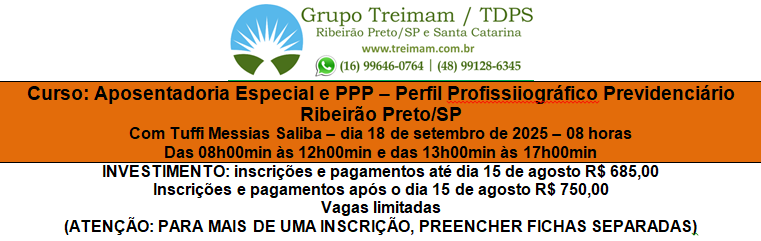 Grupo Treimam / TDPS
Ribeirão Preto/SP e Santa Catarina
www.treimam.com.br
(16) 99646-0764 | (48) 99128-6345
Curso: Aposentadoria Especial e PPP – Perfil Profissiiográfico Previdenciário
Ribeirão Preto/SP
Com Tuffi Messias Saliba – dia 18 de setembro de 2025 – 08 horas
Das 08h00min às 12h00min e das 13h00min às 17h00min
INVESTIMENTO: inscrições e pagamentos até dia 15 de agosto R$ 685,00
Inscrições e pagamentos após o dia 15 de agosto R$ 750,00
Vagas limitadas
(ATENÇÃO: PARA MAIS DE UMA INSCRIÇÃO, PREENCHER FICHAS SEPARADAS)